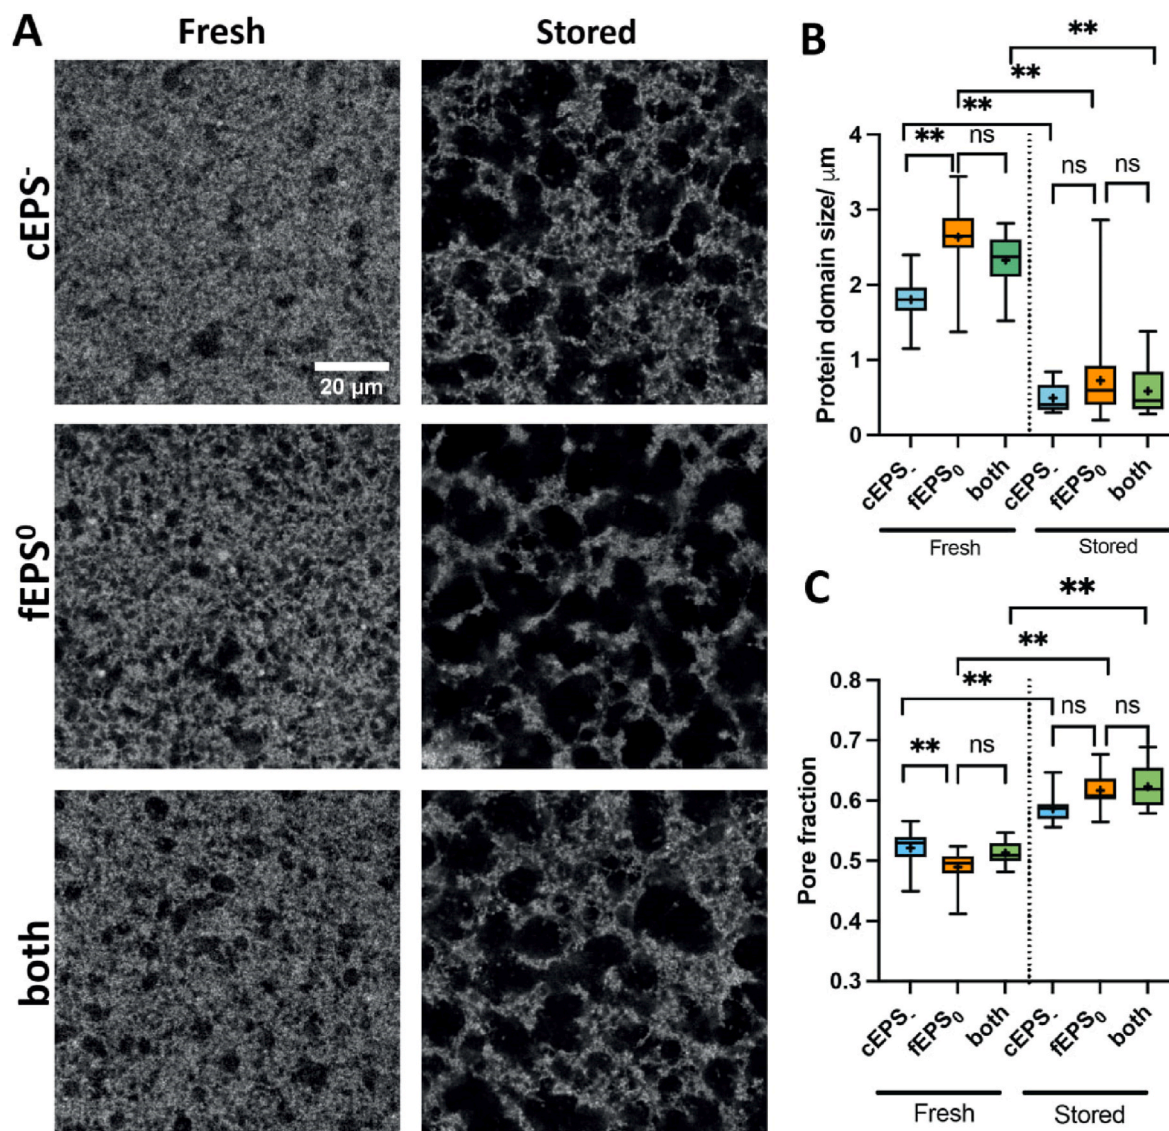 A
Fresh
Stored
cEPS-
20 µm
fEPS0
both
B
**
**
**
**
ns
ns
ns
Protein domain size/ µm
4
3
2
1
0
cEPS-
fEPS0
both
cEPS-
fEPS0
both
Fresh
Stored
C
**
**
**
**
ns
ns
ns
Pore fraction
0.8
0.7
0.6
0.5
0.4
0.3
cEPS-
fEPS0
both
cEPS-
fEPS0
both
Fresh
Stored